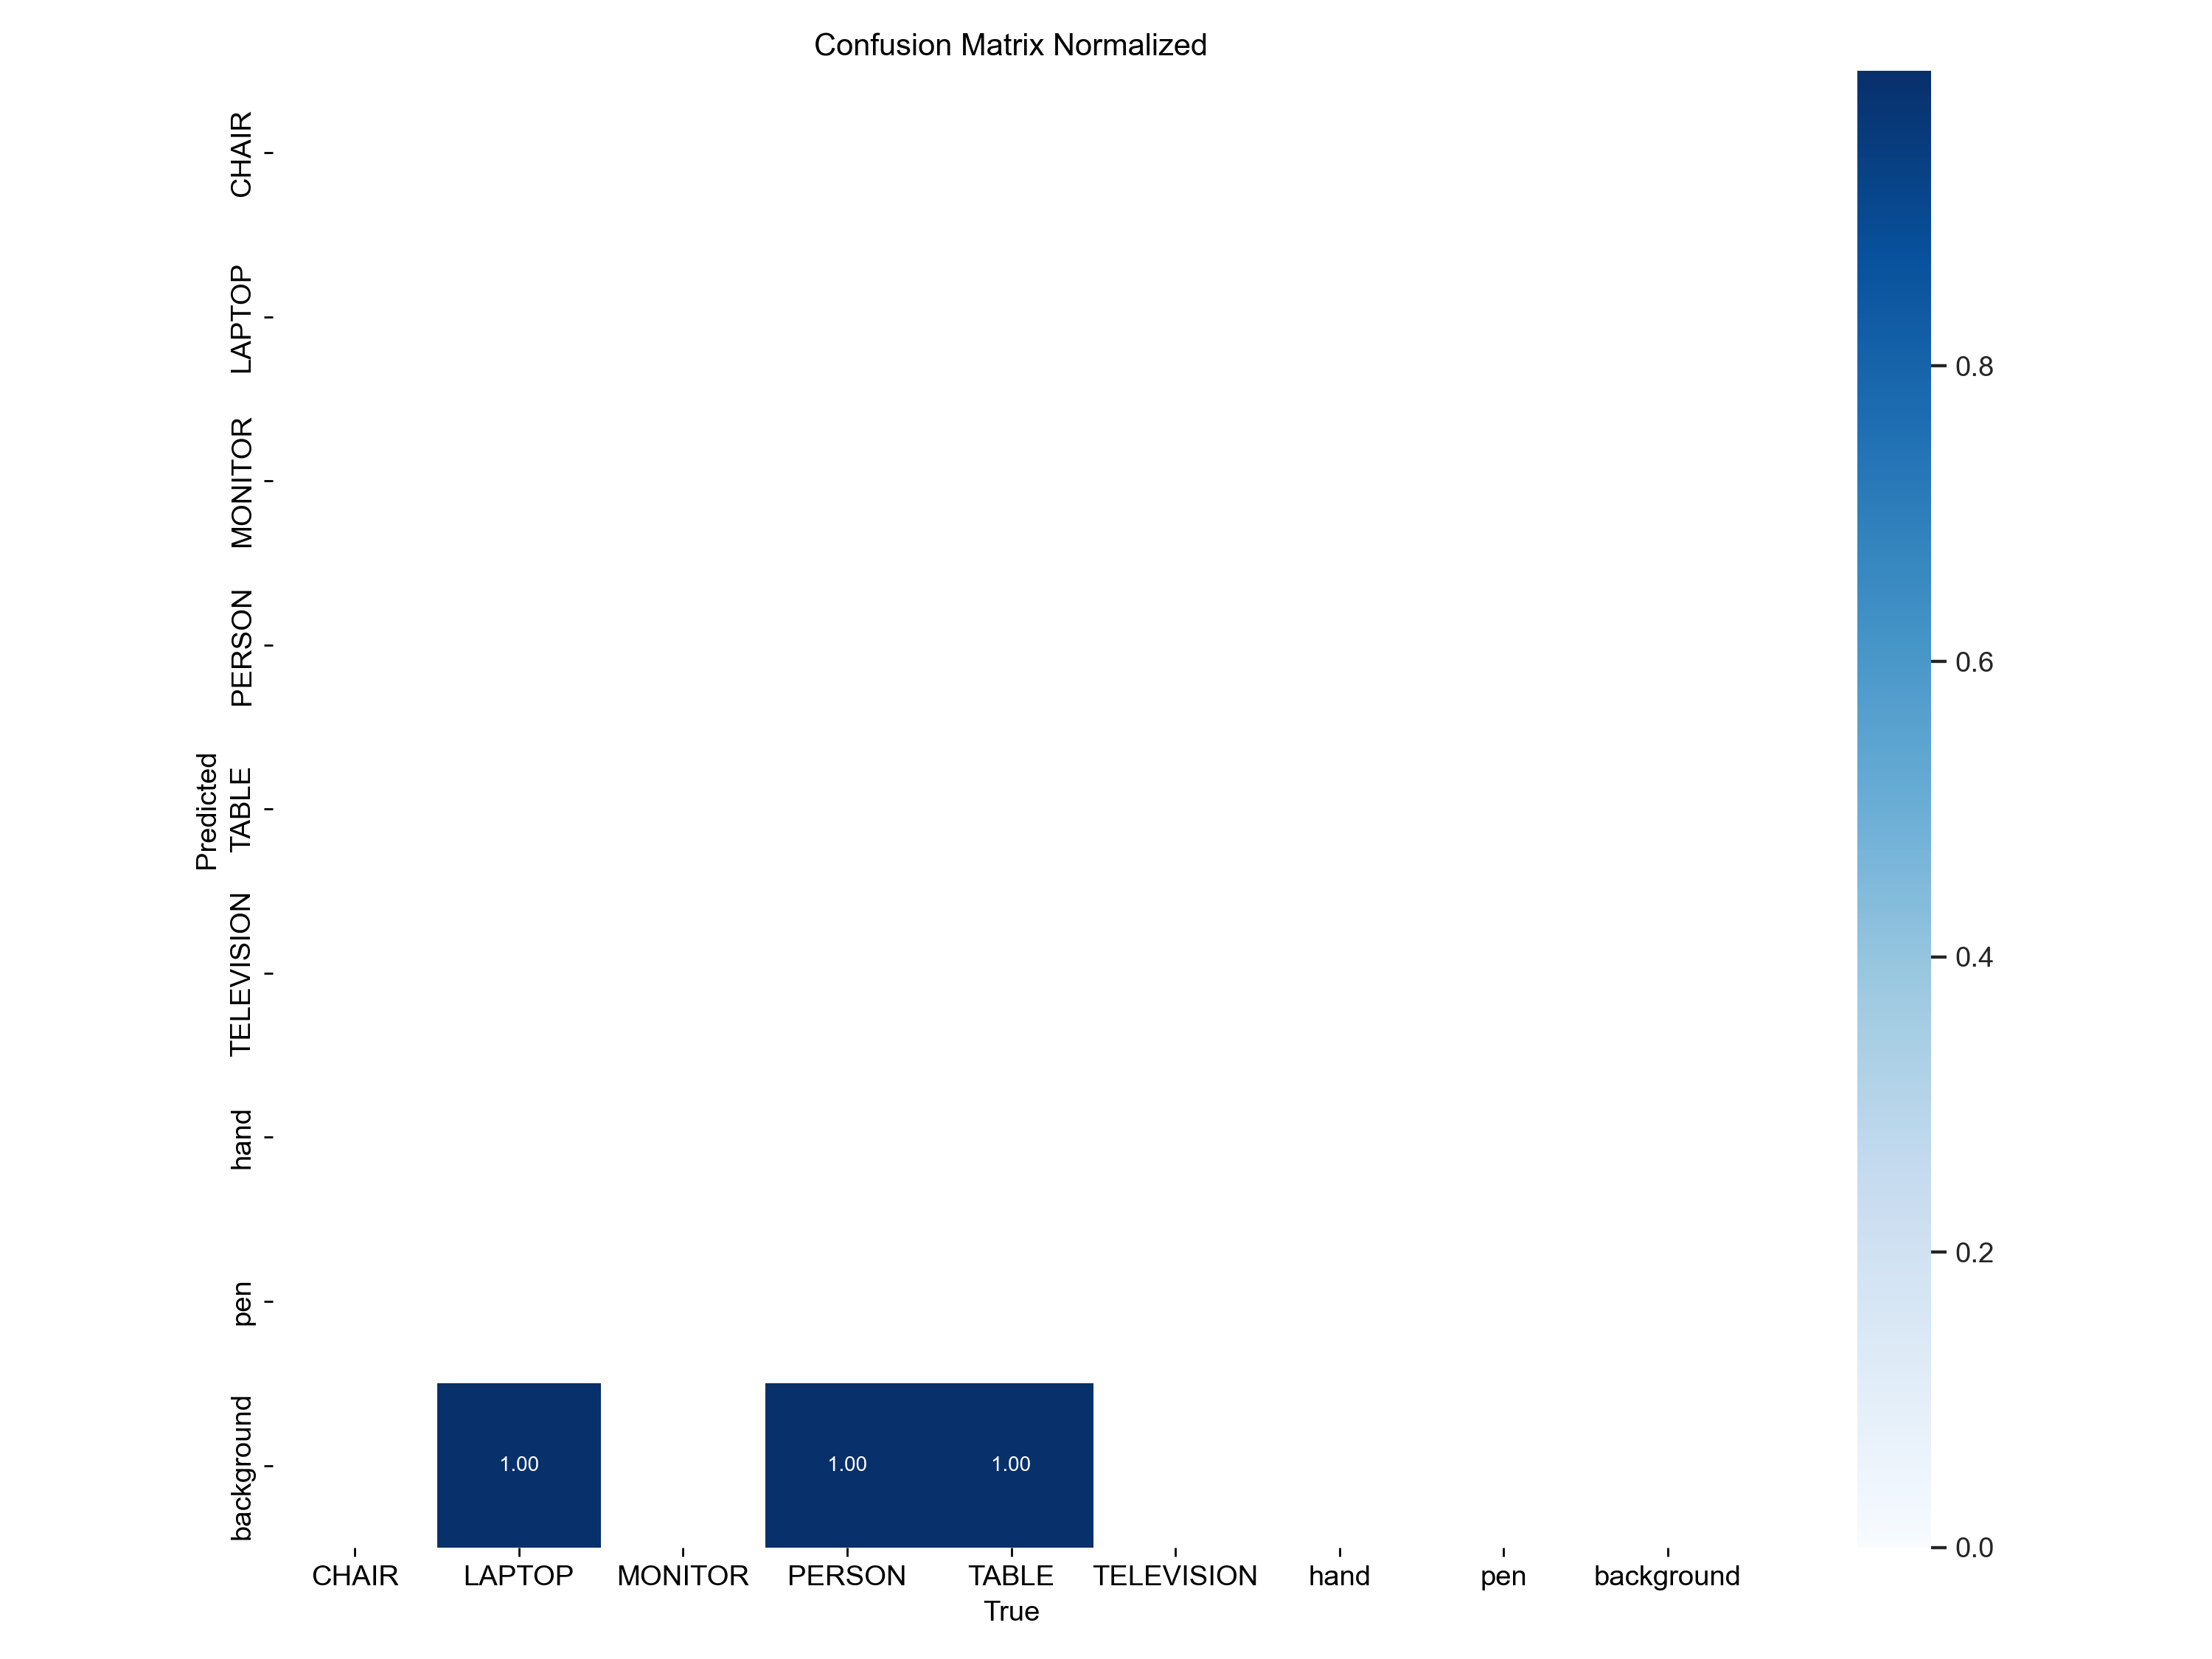 Confusion Matrix Normalized
CHAIR
LAPTOP
MONITOR
PERSON
TABLE
TELEVISION
hand
pen
background
Predicted
1.00 1.00 1.00
CHAIR LAPTOP MONITOR PERSON TABLE TELEVISION hand pen background
True
0.8
0.6
0.4
0.2
0.0